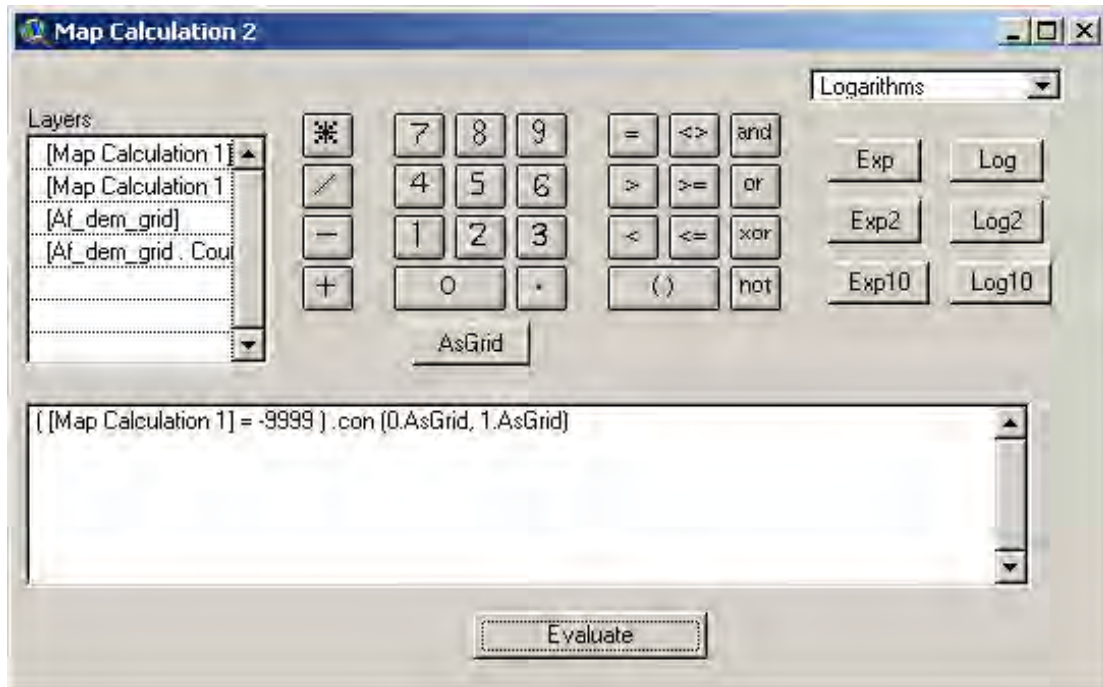 Map Calculation 2
Logarithms
Layers
[Map Calculation 1]
[Map Calculation 1
[Af_dem_grid]
[Af_dem_grid . Cou
* 7 8 9 = <> and
/ 4 5 6 > >= or
- 1 2 3 < <= xor
+ 0 . ( ) not
AsGrid
Exp Log
Exp2 Log2
Exp10 Log10
( [Map Calculation 1] = -9999 ) .con (0.AsGrid, 1.AsGrid)
Evaluate